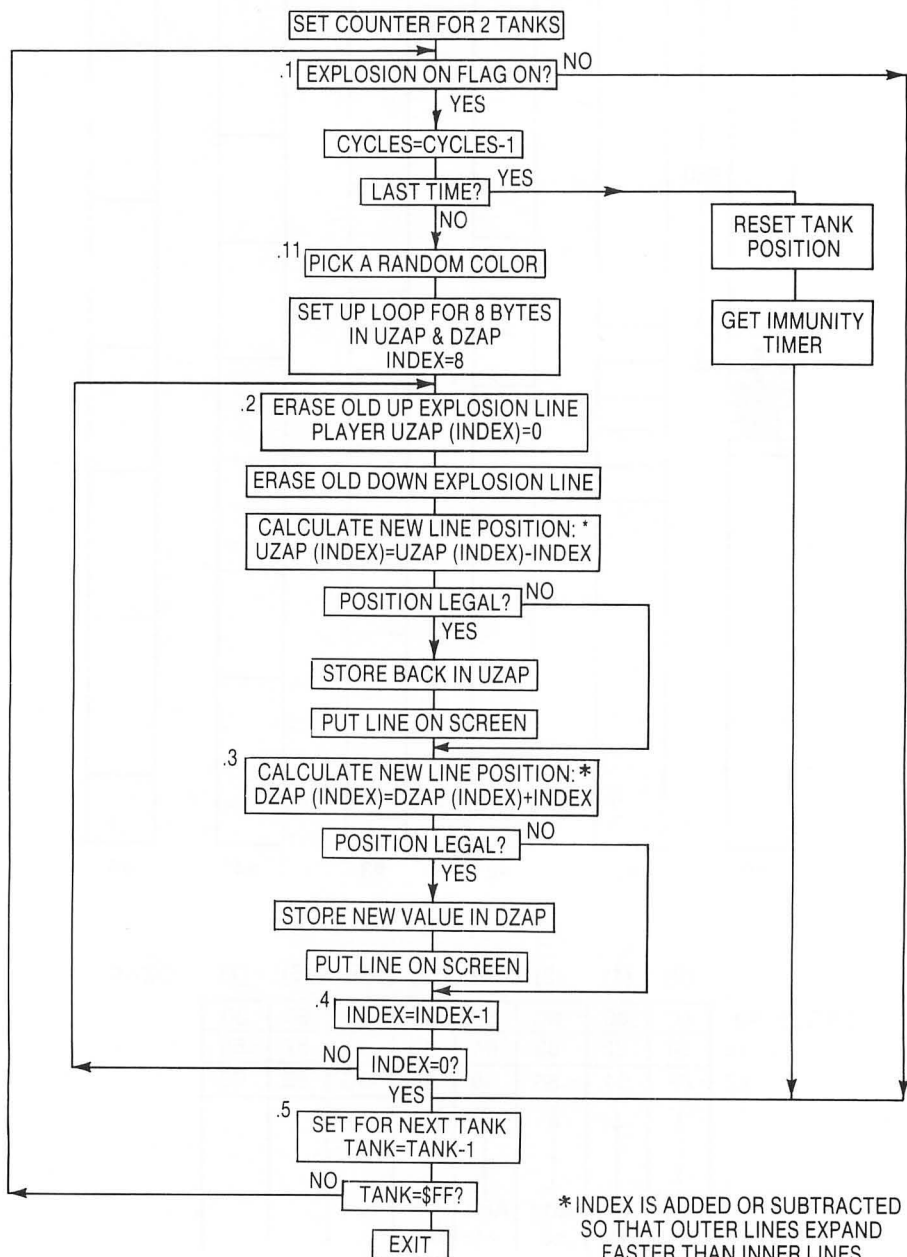 SET COUNTER FOR 2 TANKS
.1
EXPLOSION ON FLAG ON?
NO
YES
CYCLES=CYCLES-1
LAST TIME?
YES
NO
RESET TANK
POSITION
GET IMMUNITY
TIMER
.11
PICK A RANDOM COLOR
SET UP LOOP FOR 8 BYTES
IN UZAP & DZAP
INDEX=8
.2
ERASE OLD UP EXPLOSION LINE
PLAYER UZAP (INDEX)=0
ERASE OLD DOWN EXPLOSION LINE
CALCULATE NEW LINE POSITION: *
UZAP (INDEX)=UZAP (INDEX)-INDEX
POSITION LEGAL?
NO
YES
STORE BACK IN UZAP
PUT LINE ON SCREEN
.3
CALCULATE NEW LINE POSITION: *
DZAP (INDEX)=DZAP (INDEX)+INDEX
POSITION LEGAL?
NO
YES
STORE NEW VALUE IN DZAP
PUT LINE ON SCREEN
.4
INDEX=INDEX-1
NO
INDEX=0?
YES
.5
SET FOR NEXT TANK
TANK=TANK-1
NO
TANK=$FF?
EXIT
* INDEX IS ADDED OR SUBTRACTED
SO THAT OUTER LINES EXPAND
FASTER THAN INNER LINES